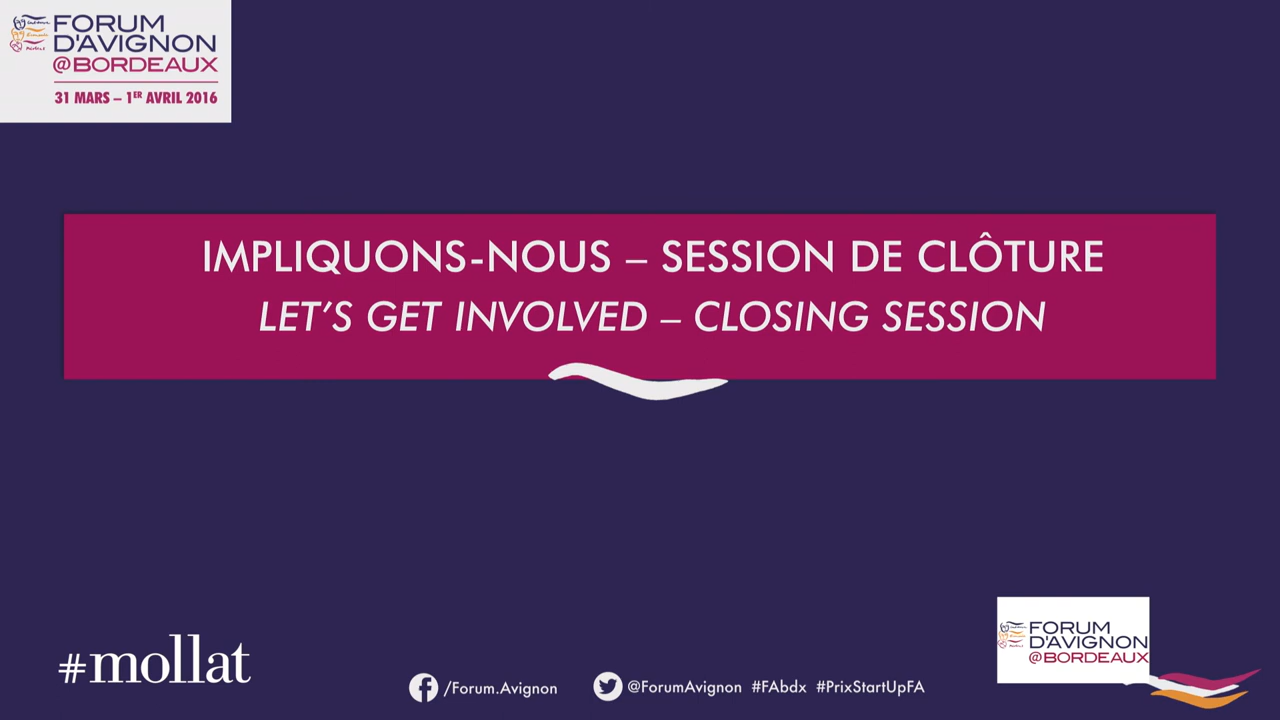 FORUM
D'AVIGNON
@BORDEAUX
31 MARS – 1ER AVRIL 2016
IMPLIQUONS-NOUS – SESSION DE CLÔTURE
LET'S GET INVOLVED – CLOSING SESSION
#mollat
/Forum.Avignon
@ForumAvignon #FAbdx #PrixStartUpFA
FORUM
D'AVIGNON
@BORDEAUX